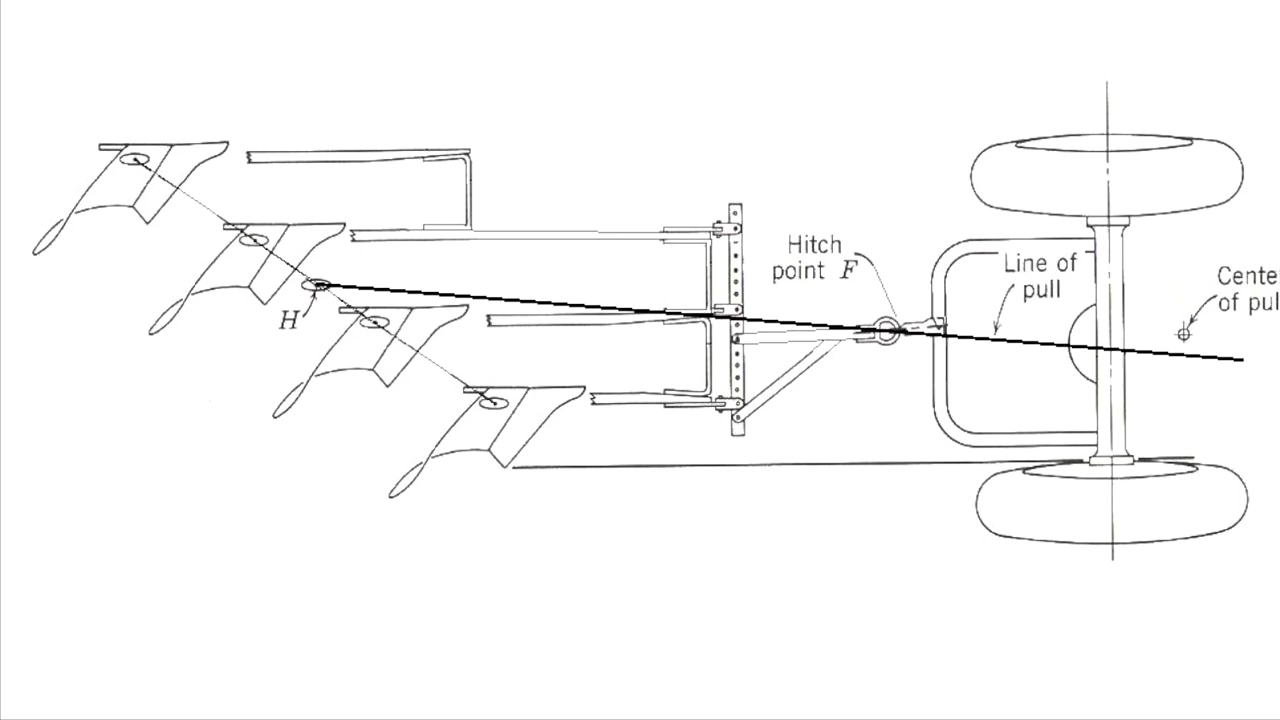 Hitch
point F
Line of
pull
Cente
of pul
H